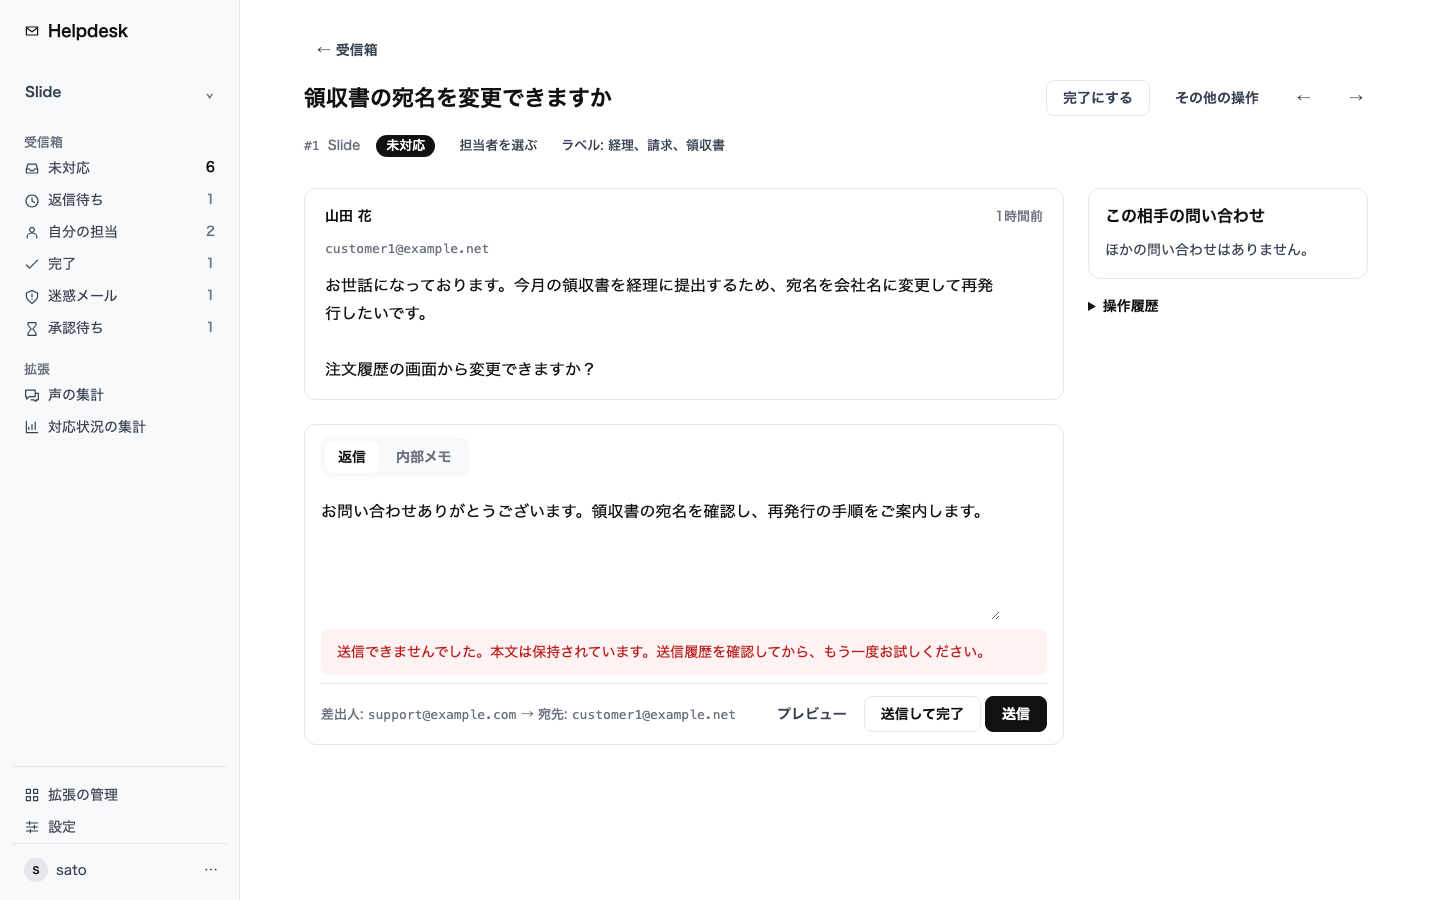 Helpdesk
Slide
受信箱
未対応 6
返信待ち 1
自分の担当 2
完了 1
迷惑メール 1
承認待ち 1
拡張
声の集計
対応状況の集計
拡張の管理
設定
S sato ···
← 受信箱
領収書の宛名を変更できますか
完了にする その他の操作 ← →
#1 Slide 未対応 担当者を選ぶ ラベル: 経理、請求、領収書
山田 花 1時間前
customer1@example.net
お世話になっております。今月の領収書を経理に提出するため、宛名を会社名に変更して再発
行したいです。
注文履歴の画面から変更できますか？
返信 内部メモ
お問い合わせありがとうございます。領収書の宛名を確認し、再発行の手順をご案内します。
送信できませんでした。本文は保持されています。送信履歴を確認してから、もう一度お試しください。
差出人: support@example.com → 宛先: customer1@example.net プレビュー 送信して完了 送信
この相手の問い合わせ
ほかの問い合わせはありません。
▶ 操作履歴